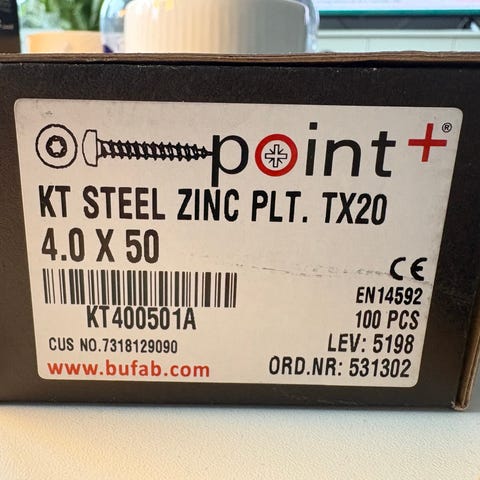 point+®
KT STEEL ZINC PLT. TX20
4.0 X 50
CE
EN14592
KT400501A
100 PCS
CUS NO.7318129090
LEV: 5198
www.bufab.com
ORD.NR: 531302